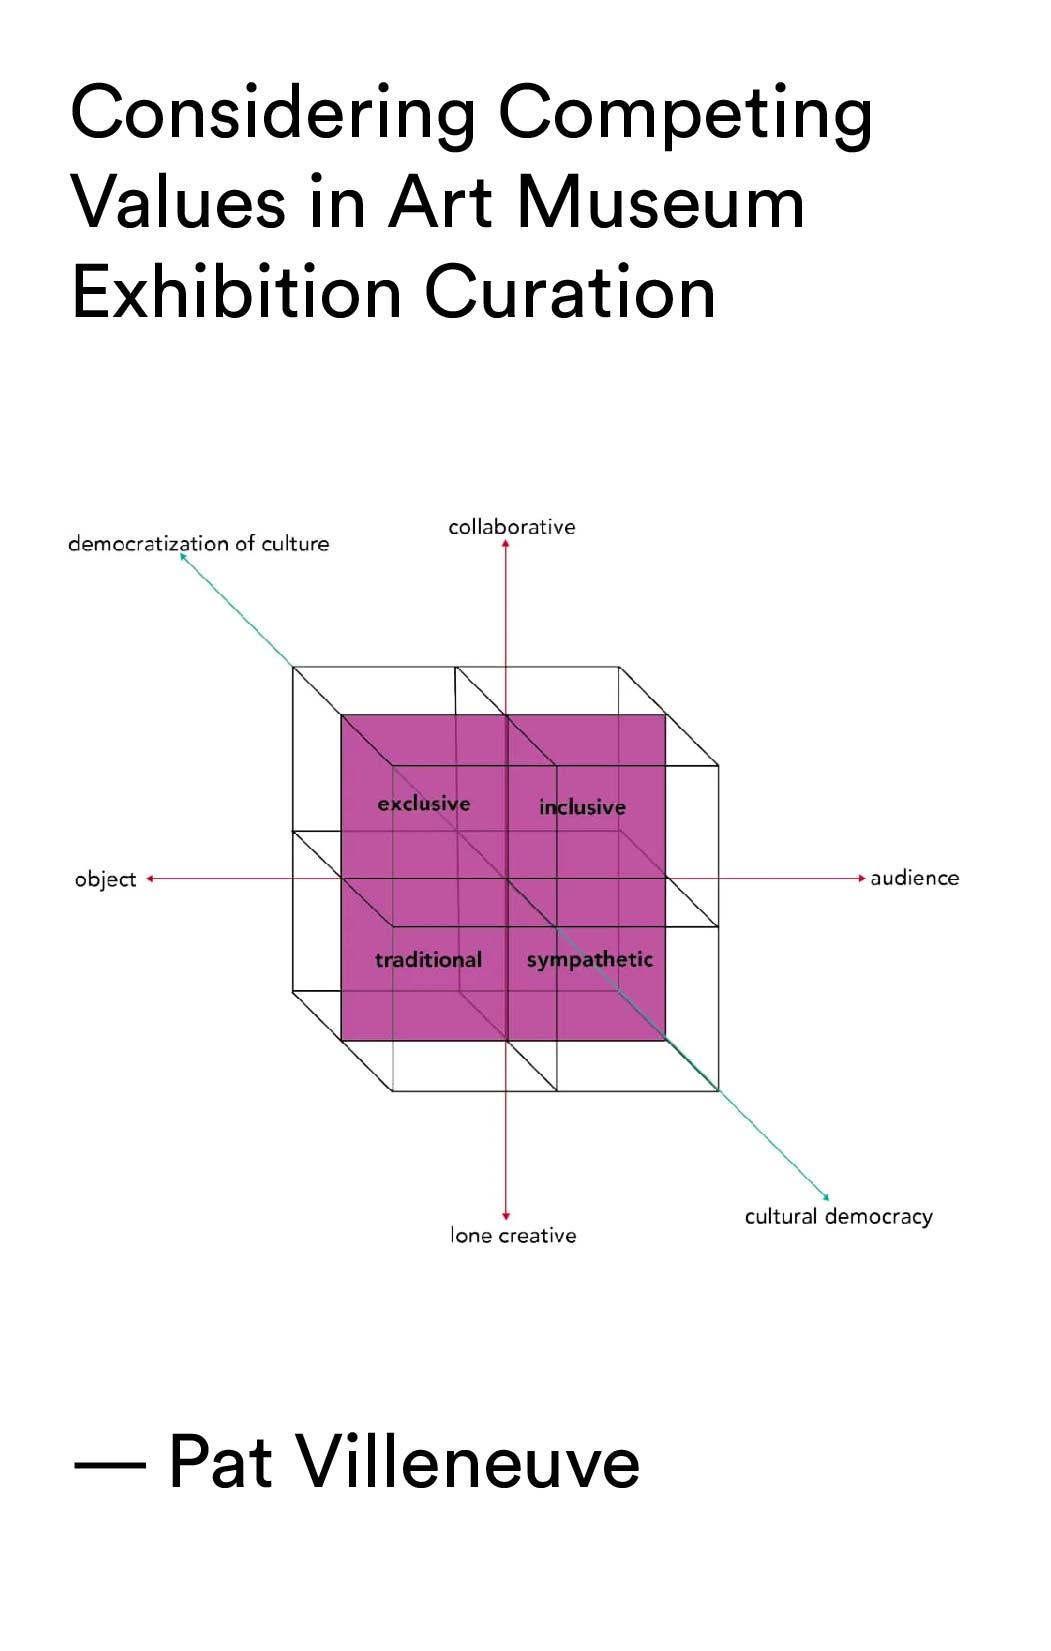 Considering Competing
Values in Art Museum
Exhibition Curation
collaborative
democratization of culture
exclusive
inclusive
object
audience
traditional
sympathetic
cultural democracy
lone creative
— Pat Villeneuve